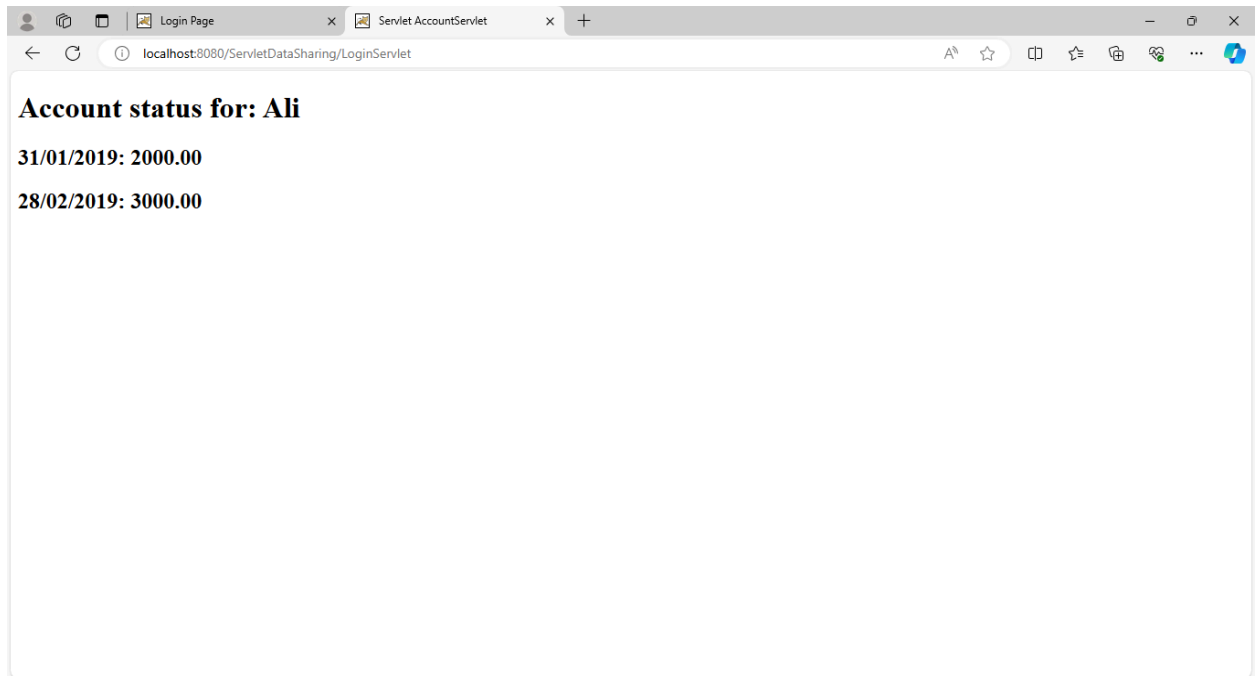 Login Page
Servlet AccountServlet
localhost:8080/ServletDataSharing/LoginServlet
Account status for: Ali
31/01/2019: 2000.00
28/02/2019: 3000.00